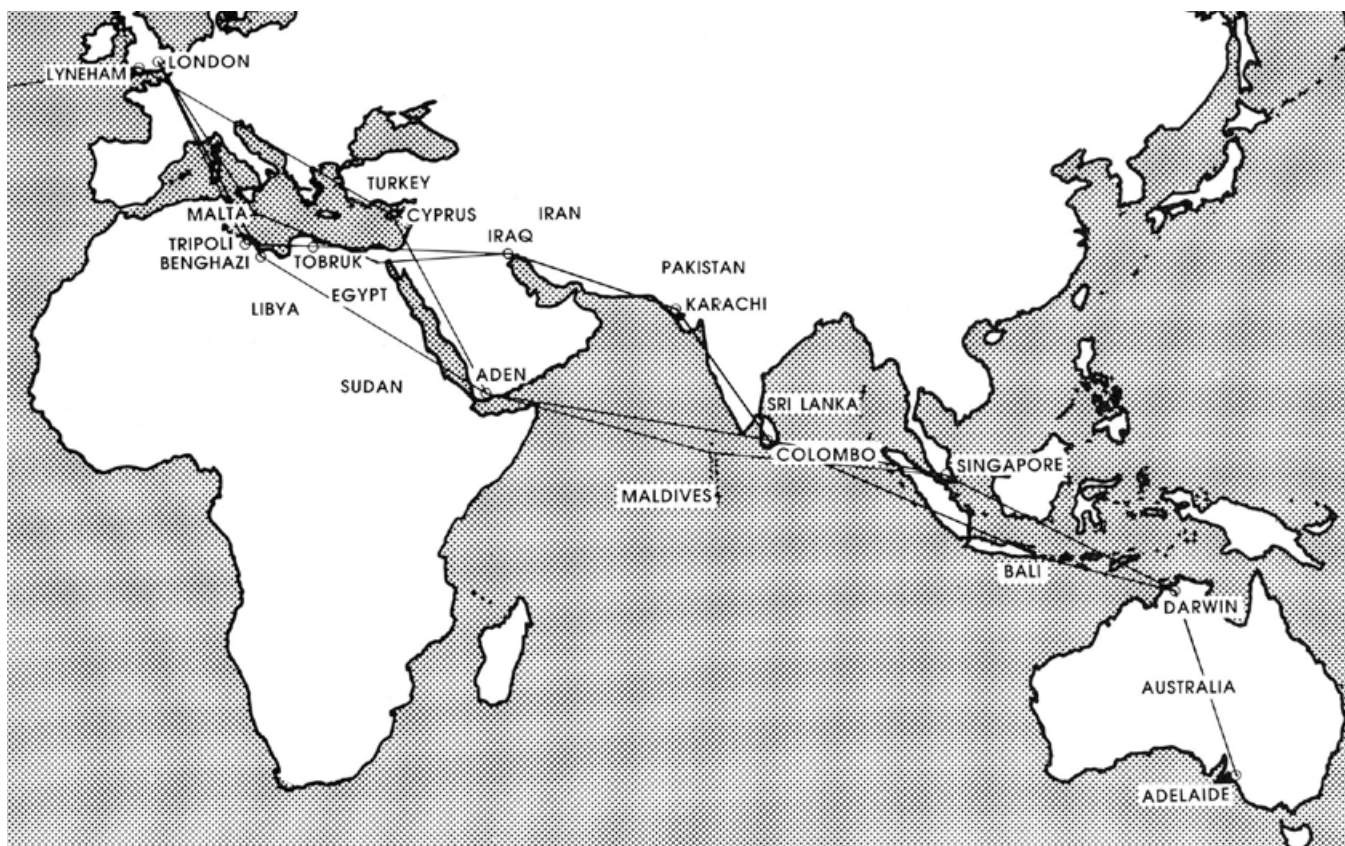 LONDON
LYNEHAM
TURKEY
MALTA
CYPRUS
IRAN
TRIPOLI
IRAQ
BENGHAZI
TOBRUK
PAKISTAN
EGYPT
KARACHI
LIBYA
ADEN
SUDAN
SRI LANKA
COLOMBO
SINGAPORE
MALDIVES
BALI
DARWIN
AUSTRALIA
ADELAIDE